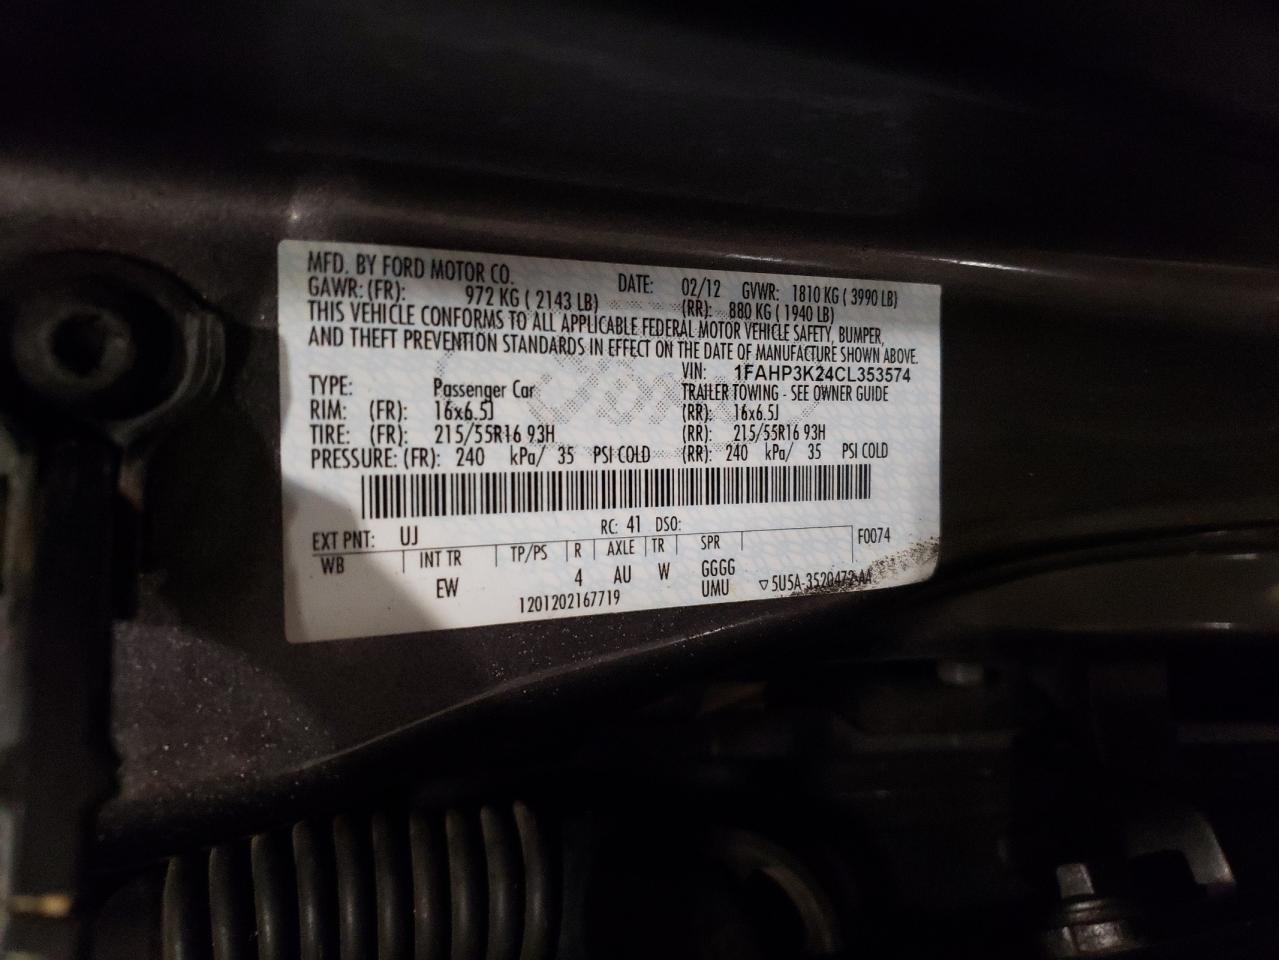 MFD. BY FORD MOTOR CO. DATE: 02/12 GVWR: 1810 KG ( 3990 LB)
GAWR: (FR): 972 KG ( 2143 LB) (RR): 880 KG ( 1940 LB)
THIS VEHICLE CONFORMS TO ALL APPLICABLE FEDERAL MOTOR VEHICLE SAFETY, BUMPER,
AND THEFT PREVENTION STANDARDS IN EFFECT ON THE DATE OF MANUFACTURE SHOWN ABOVE.
VIN: 1FAHP3K24CL353574
TYPE: Passenger Car TRAILER TOWING - SEE OWNER GUIDE
RIM: (FR): 16x6.5J (RR): 16x6.5J
TIRE: (FR): 215/55R16 93H (RR): 215/55R16 93H
PRESSURE: (FR): 240 kPa/ 35 PSI COLD (RR): 240 kPa/ 35 PSI COLD
EXT PNT: UJ RC: 41 DSO: F0074
WB INT TR TP/PS R AXLE TR SPR
EW 4 AU W GGGG
UMU
1201202167719 ▽5U5A-3520472-AA